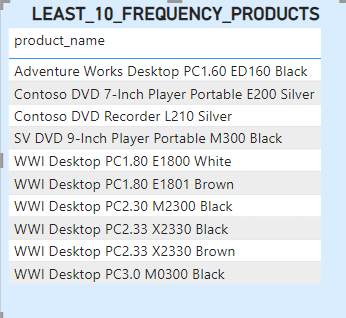 LEAST_10_FREQUENCY_PRODUCTS
product_name
Adventure Works Desktop PC1.60 ED160 Black
Contoso DVD 7-Inch Player Portable E200 Silver
Contoso DVD Recorder L210 Silver
SV DVD 9-Inch Player Portable M300 Black
WWI Desktop PC1.80 E1800 White
WWI Desktop PC1.80 E1801 Brown
WWI Desktop PC2.30 M2300 Black
WWI Desktop PC2.33 X2330 Black
WWI Desktop PC2.33 X2330 Brown
WWI Desktop PC3.0 M0300 Black